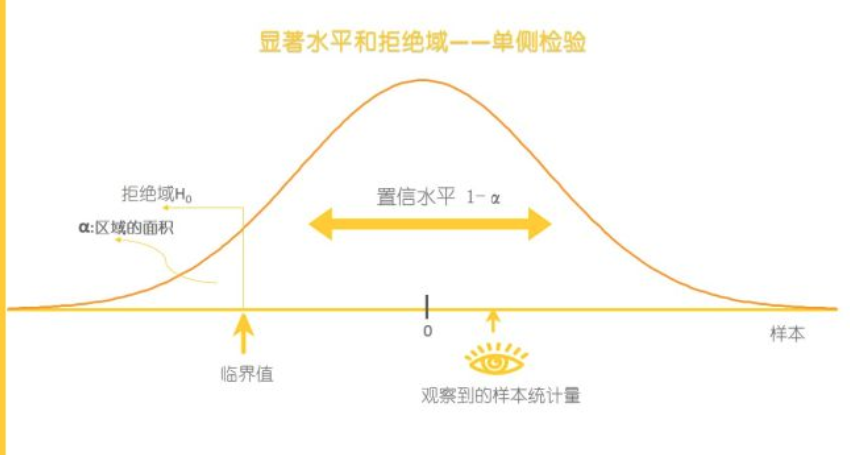 显著水平和拒绝域——单侧检验
拒绝域H₀
置信水平 1- α
α:区域的面积
0
样本
临界值
观察到的样本统计量